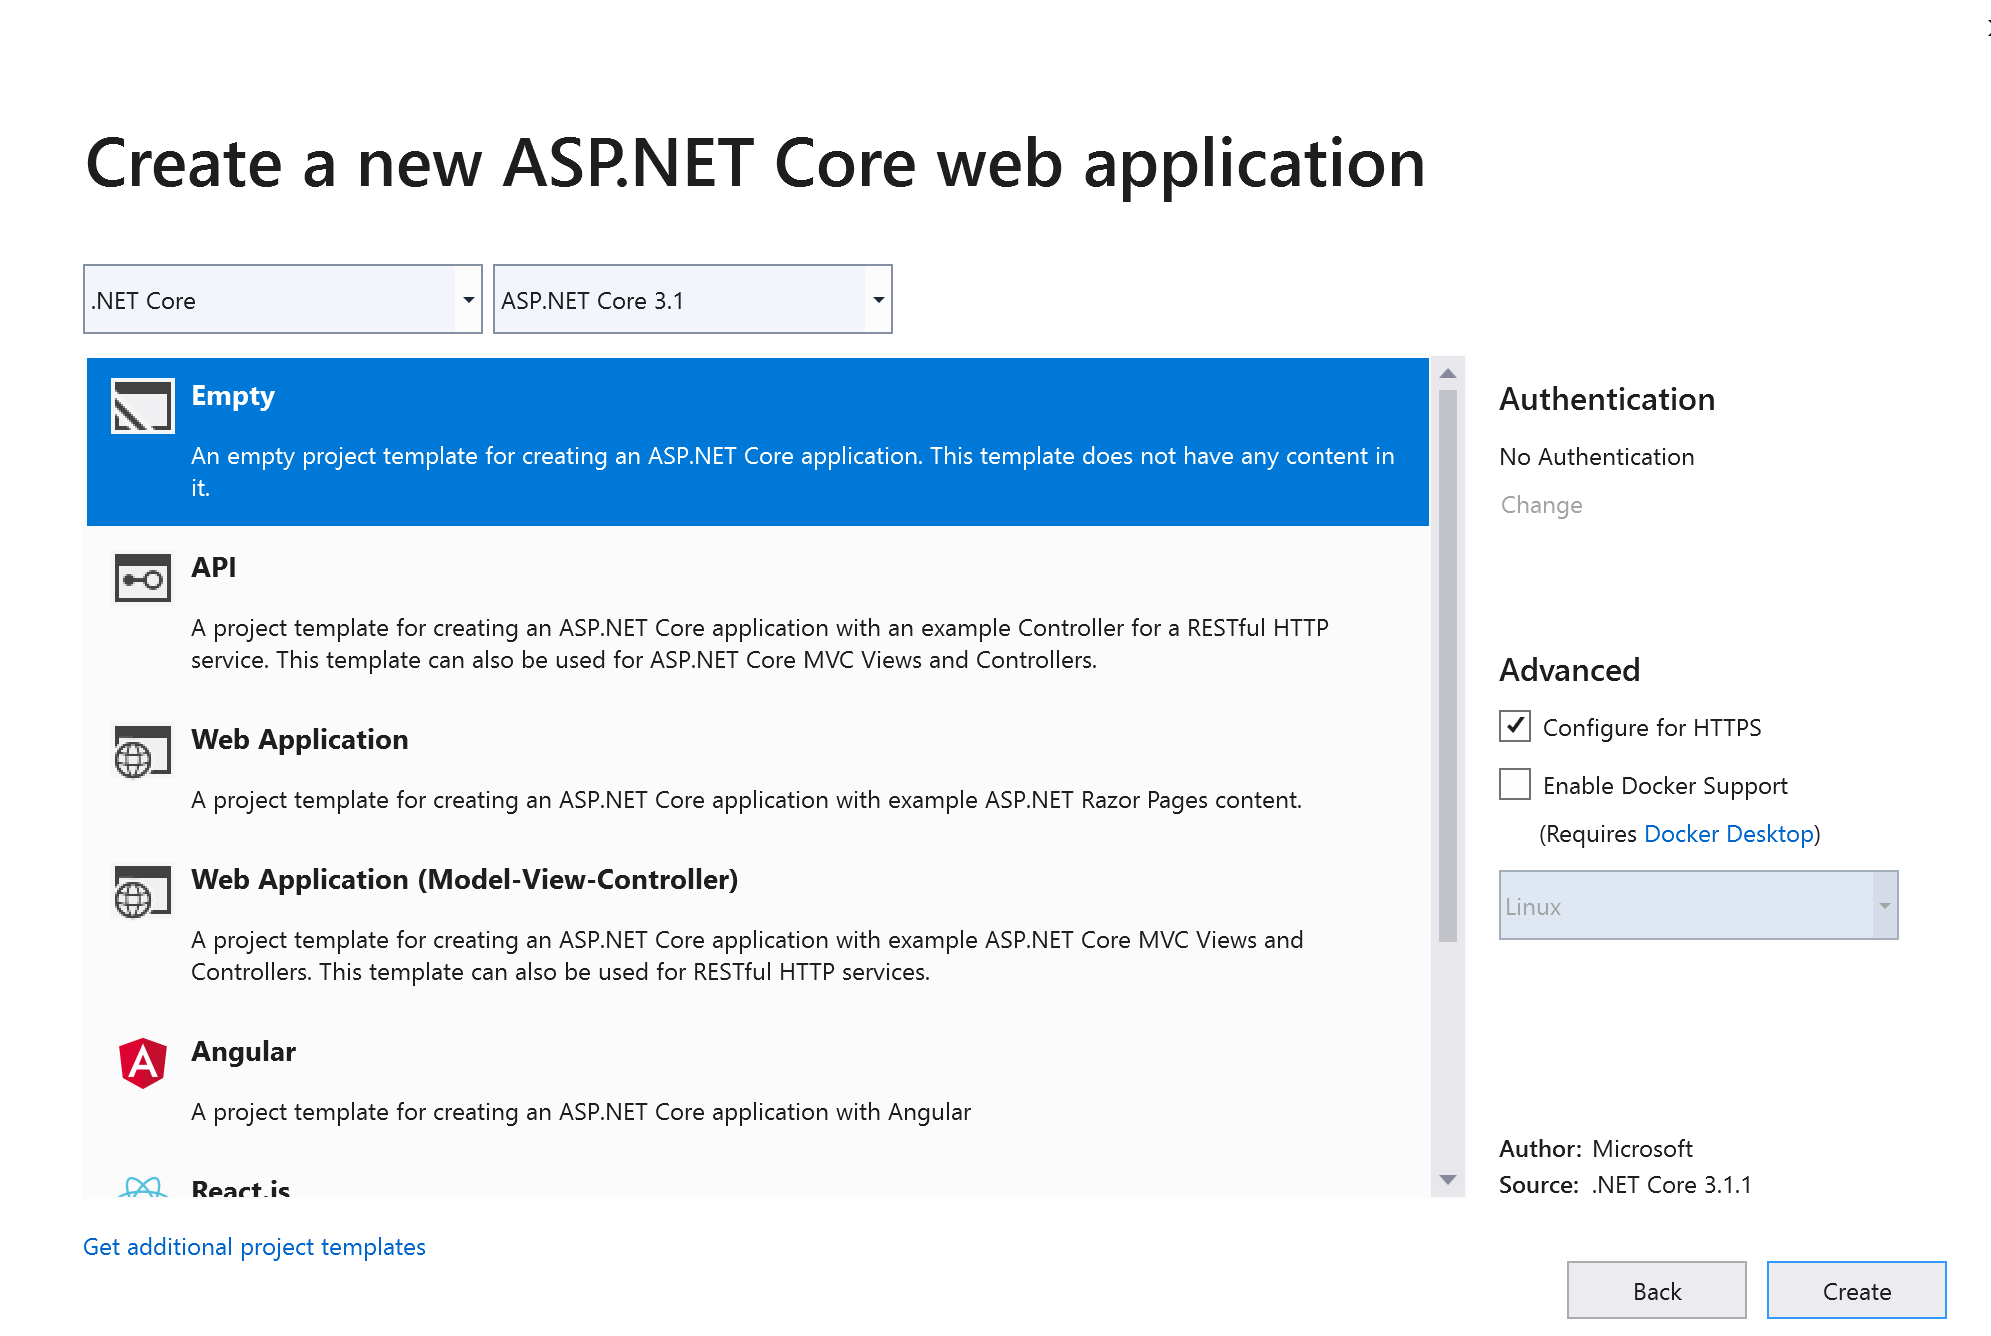 Create a new ASP.NET Core web application
.NET Core
ASP.NET Core 3.1
Empty
An empty project template for creating an ASP.NET Core application. This template does not have any content in
it.
API
A project template for creating an ASP.NET Core application with an example Controller for a RESTful HTTP
service. This template can also be used for ASP.NET Core MVC Views and Controllers.
Web Application
A project template for creating an ASP.NET Core application with example ASP.NET Razor Pages content.
Web Application (Model-View-Controller)
A project template for creating an ASP.NET Core application with example ASP.NET Core MVC Views and
Controllers. This template can also be used for RESTful HTTP services.
Angular
A project template for creating an ASP.NET Core application with Angular
React.js
Get additional project templates
Authentication
No Authentication
Change
Advanced
Configure for HTTPS
Enable Docker Support
(Requires Docker Desktop)
Linux
Author: Microsoft
Source: .NET Core 3.1.1
Back
Create